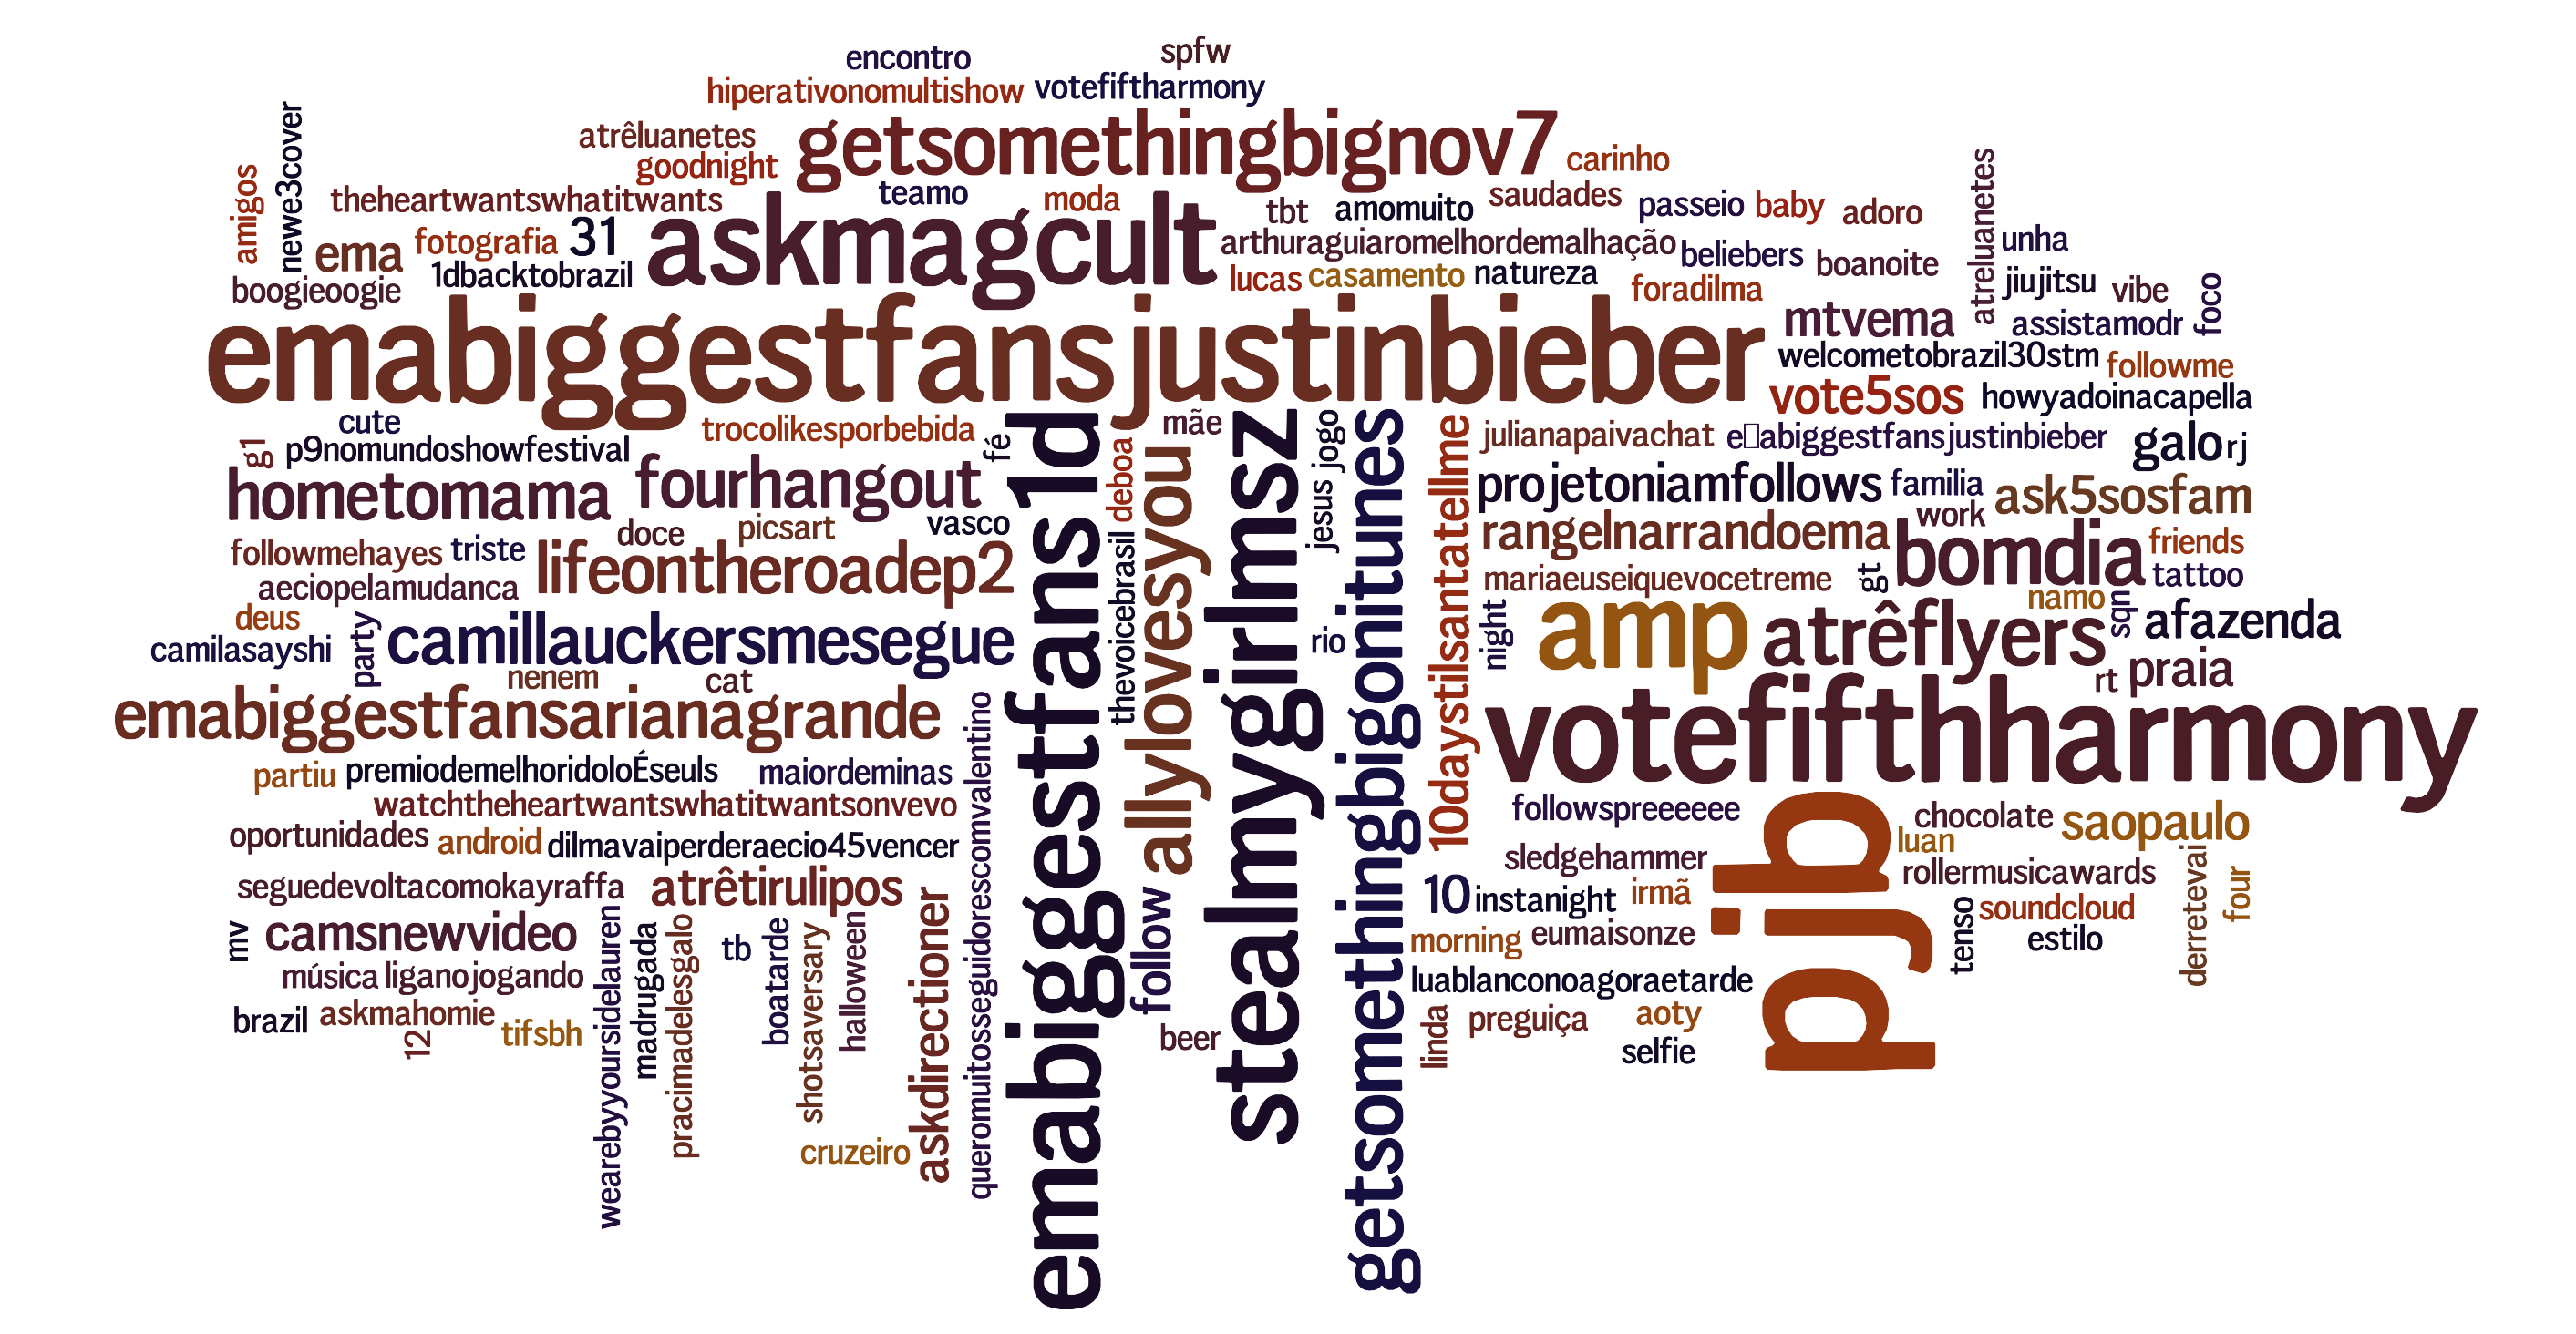 encontro
spfw
hiperativonomultishow
votefiftharmony
getsomethingbignov7
atrêluanetes
goodnight
carinho
amigos
newe3cover
theheartwantswhatitwants
teamo
moda
askmagcult
tbt
amomuito
saudades
passeio
baby
adoro
atreluanetes
unha
ema
fotografia
31
arthuraguiaromelhordemalhação
beliebers
boanoite
boogieoogie
1dbacktobrazil
lucas
casamento
natureza
foradilma
jiujitsu
vibe
foco
emabiggestfansjustinbieber
mtvema
assistamodr
welcometobrazil30stm
followme
vote5sos
howyadoinacapella
cute
trocolikesporbebida
mãe
g1
p9nomundoshowfestival
fé
emabiggestfans1d
deboa
allylovesyou
stealmygirlmsz
jogo
jesus
getsomethingbigonitunes
10daystilsantatellme
julianapaivachat
e□abiggestfansjustinbieber
galo
rj
hometomama
fourhangout
projetoniamfollows
familia
ask5sosfam
doce
picsart
vasco
rangelnarrandoema
work
bomdia
friends
followmehayes
triste
lifeontheroadep2
thevoicebrasil
mariaeuseiquevocetreme
gt
tattoo
aeciopelamudanca
deus
party
camillauckersmesegue
rio
night
amp
atrêflyers
namo
sqn
afazenda
camilasayshi
nenem
cat
rt
praia
emabiggestfansarianagrande
queromuitosseguidorescomvalentino
votefifthharmony
partiu
premiodemelhoridoloÉseuls
maiordeminas
watchtheheartwantswhatitwantsonvevo
followspreeeeee
pjb
chocolate
saopaulo
oportunidades
android
dilmavaiperderaecio45vencer
luan
sledgehammer
rollermusicawards
derretevai
four
seguedevoltacomokayraffa
atrêtirulipos
follow
10
instanight
irmã
tenso
soundcloud
mv
camsnewvideo
wearebyyoursidelauren
madrugada
pracimadelesgalo
tb
boatarde
shotsaversary
halloween
askdirectioner
morning
eumaisonze
estilo
música
liganojogando
luablanconoagoraetarde
brazil
askmahomie
12
tifsbh
beer
linda
preguiça
aoty
selfie
cruzeiro